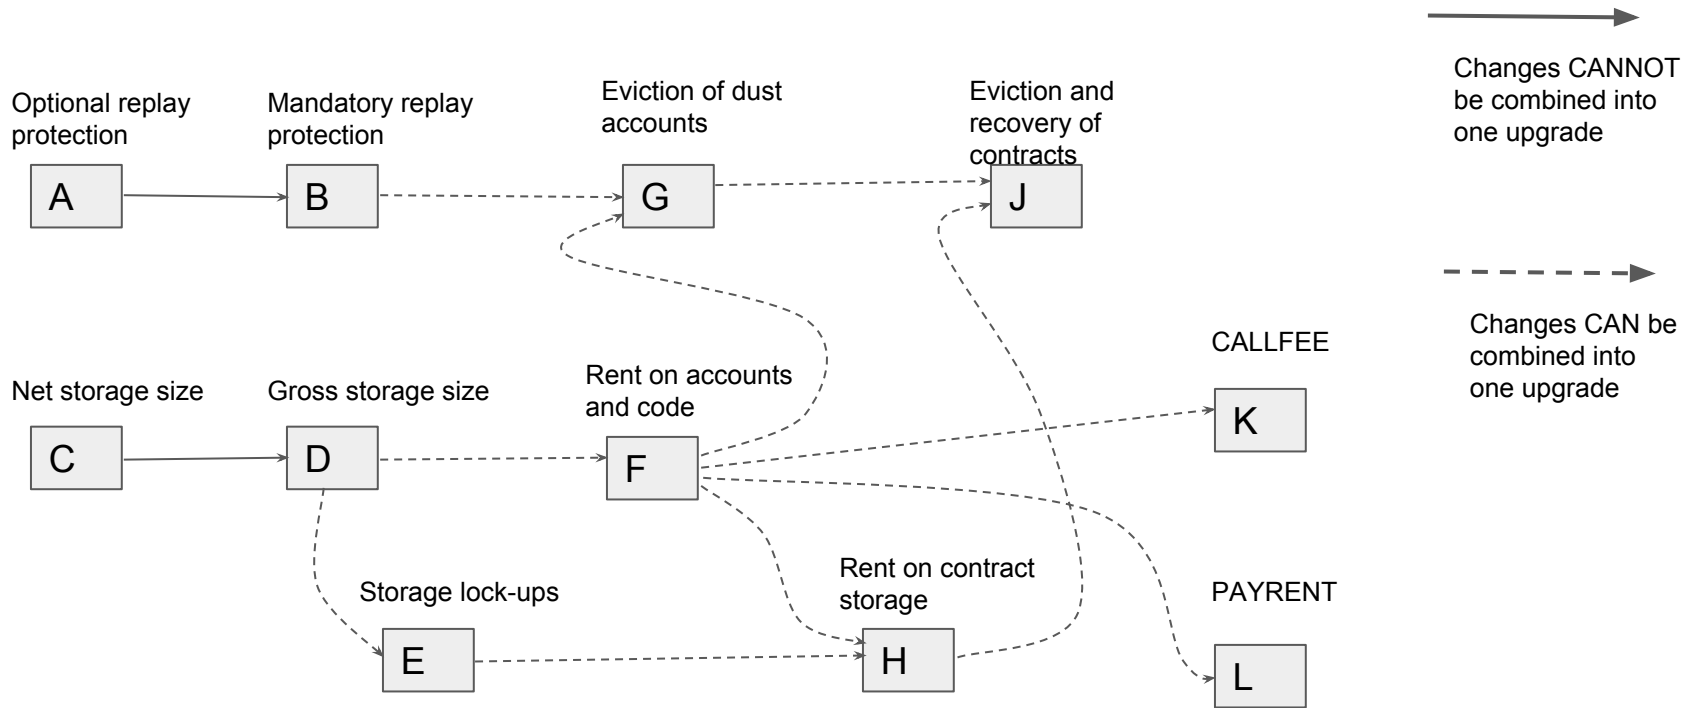 Optional replay
protection
A
Mandatory replay
protection
B
Eviction of dust
accounts
G
Eviction and
recovery of
contracts
J
Changes CANNOT
be combined into
one upgrade
Changes CAN be
combined into
one upgrade
Net storage size
C
Gross storage size
D
Rent on accounts
and code
F
CALLFEE
K
Storage lock-ups
E
Rent on contract
storage
H
PAYRENT
L